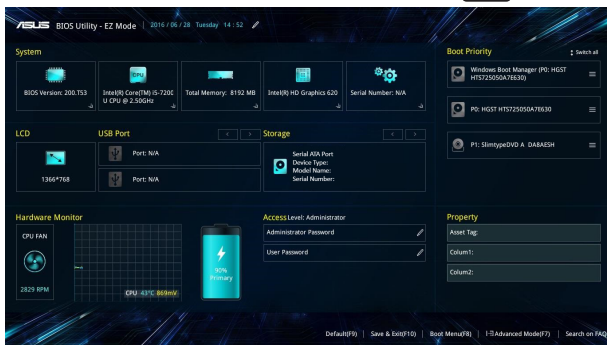 ASUS BIOS Utility - EZ Mode | 2016 / 06 / 28 Tuesday 14 : 52
System
BIOS Version: 200.T53
Intel(R) Core(TM) i5-7200
U CPU @ 2.50GHz
Total Memory: 8192 MB
Intel(R) HD Graphics 620
Serial Number: N/A
Boot Priority
Switch all
Windows Boot Manager (P0: HGST
HTS725050A7E630)
P0: HGST HTS725050A7E630
P1: SlimtypeDVD A DA8AESH
LCD
1366*768
USB Port
Port: N/A
Port: N/A
Storage
Serial ATA Port
Device Type:
Model Name:
Serial Number:
Hardware Monitor
CPU FAN
2829 RPM
CPU 43°C 869mV
90%
Primary
Access Level: Administrator
Administrator Password
User Password
Property
Asset Tag:
Colum1:
Colum2:
Default(F9) | Save & Exit(F10) | Boot Menu(F8) | Advanced Mode(F7) | Search on FAQ